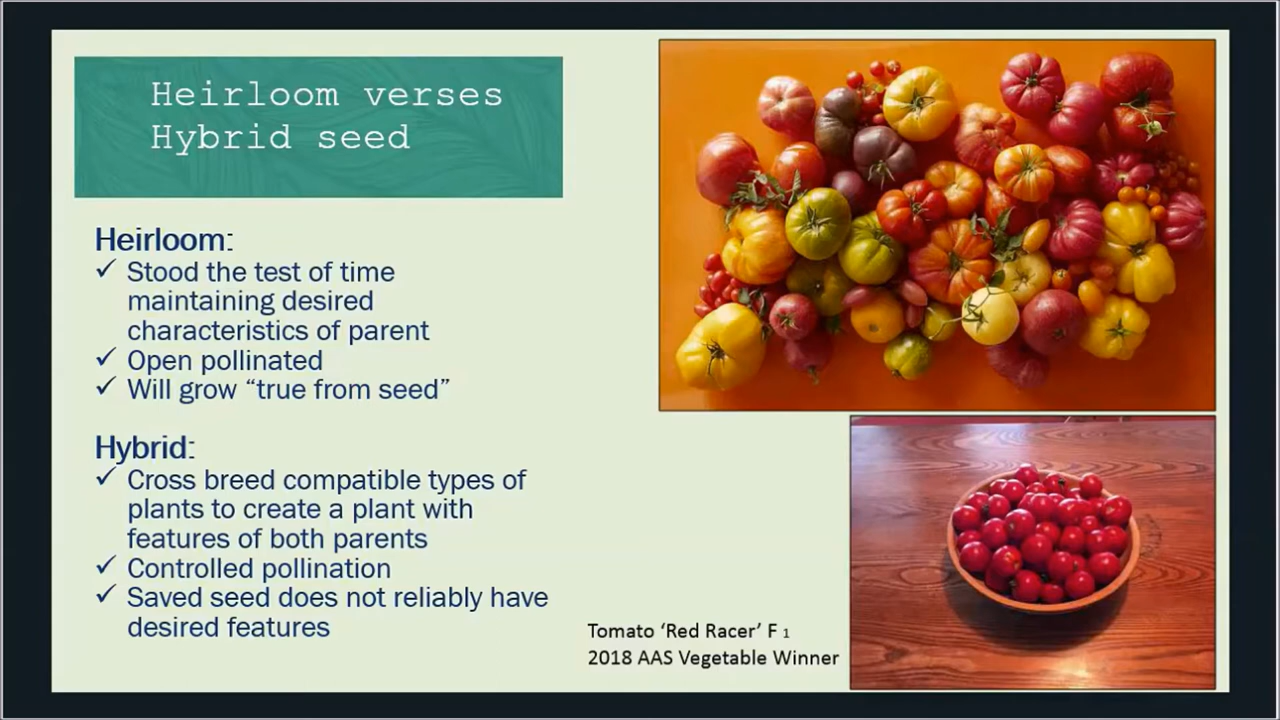 Heirloom verses
Hybrid seed
Heirloom:
✓ Stood the test of time
maintaining desired
characteristics of parent
✓ Open pollinated
✓ Will grow “true from seed”
Hybrid:
✓ Cross breed compatible types of
plants to create a plant with
features of both parents
✓ Controlled pollination
✓ Saved seed does not reliably have
desired features
Tomato ‘Red Racer’ F 1
2018 AAS Vegetable Winner